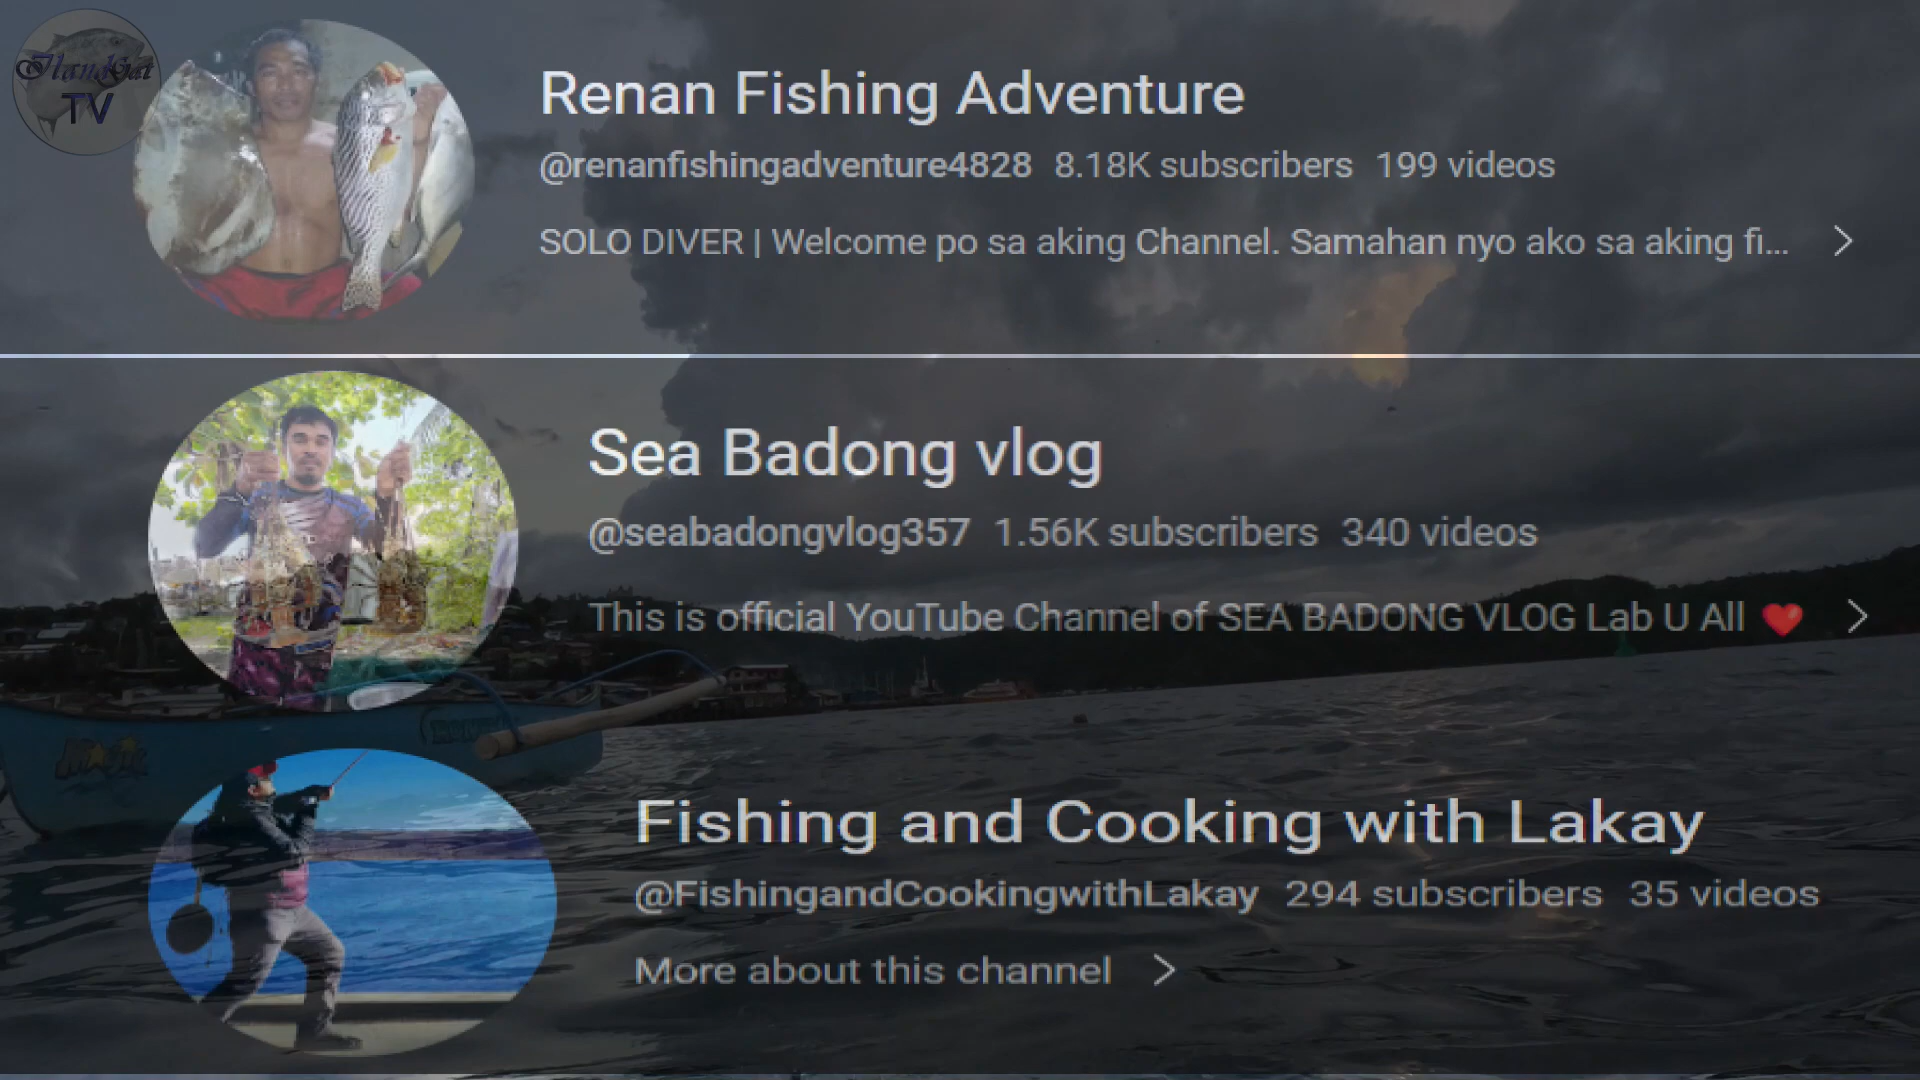 IlandGat
TV
Renan Fishing Adventure
@renanfishingadventure4828 8.18K subscribers 199 videos
SOLO DIVER | Welcome po sa aking Channel. Samahan nyo ako sa aking fi...
Sea Badong vlog
@seabadongvlog357 1.56K subscribers 340 videos
This is official YouTube Channel of SEA BADONG VLOG Lab U All ❤️
Fishing and Cooking with Lakay
@FishingandCookingwithLakay 294 subscribers 35 videos
More about this channel